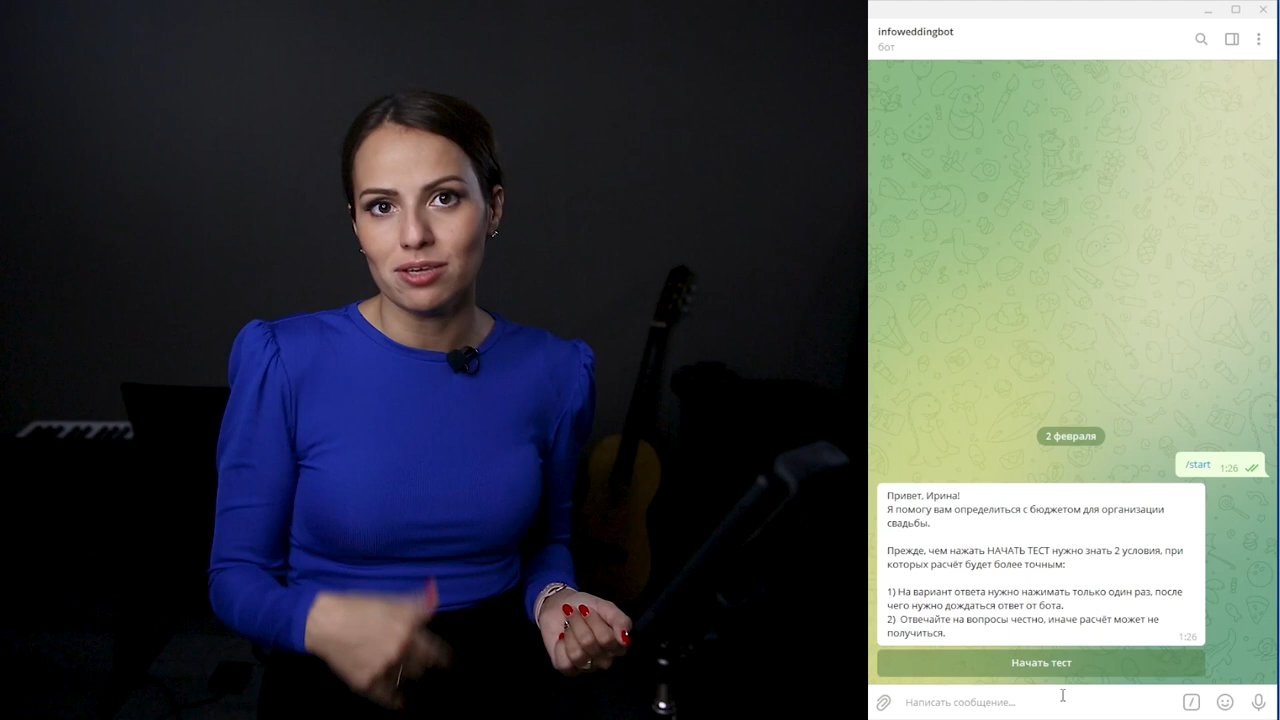 infoweddingbot
бот
2 февраля
/start 1:26
Привет, Ирина!
Я помогу вам определиться с бюджетом для организации
свадьбы.
Прежде, чем нажать НАЧАТЬ ТЕСТ нужно знать 2 условия, при
которых расчёт будет более точным:
1) На вариант ответа нужно нажимать только один раз, после
чего нужно дождаться ответ от бота.
2) Отвечайте на вопросы честно, иначе расчёт может не
получиться.
1:26
Начать тест
Написать сообщение...